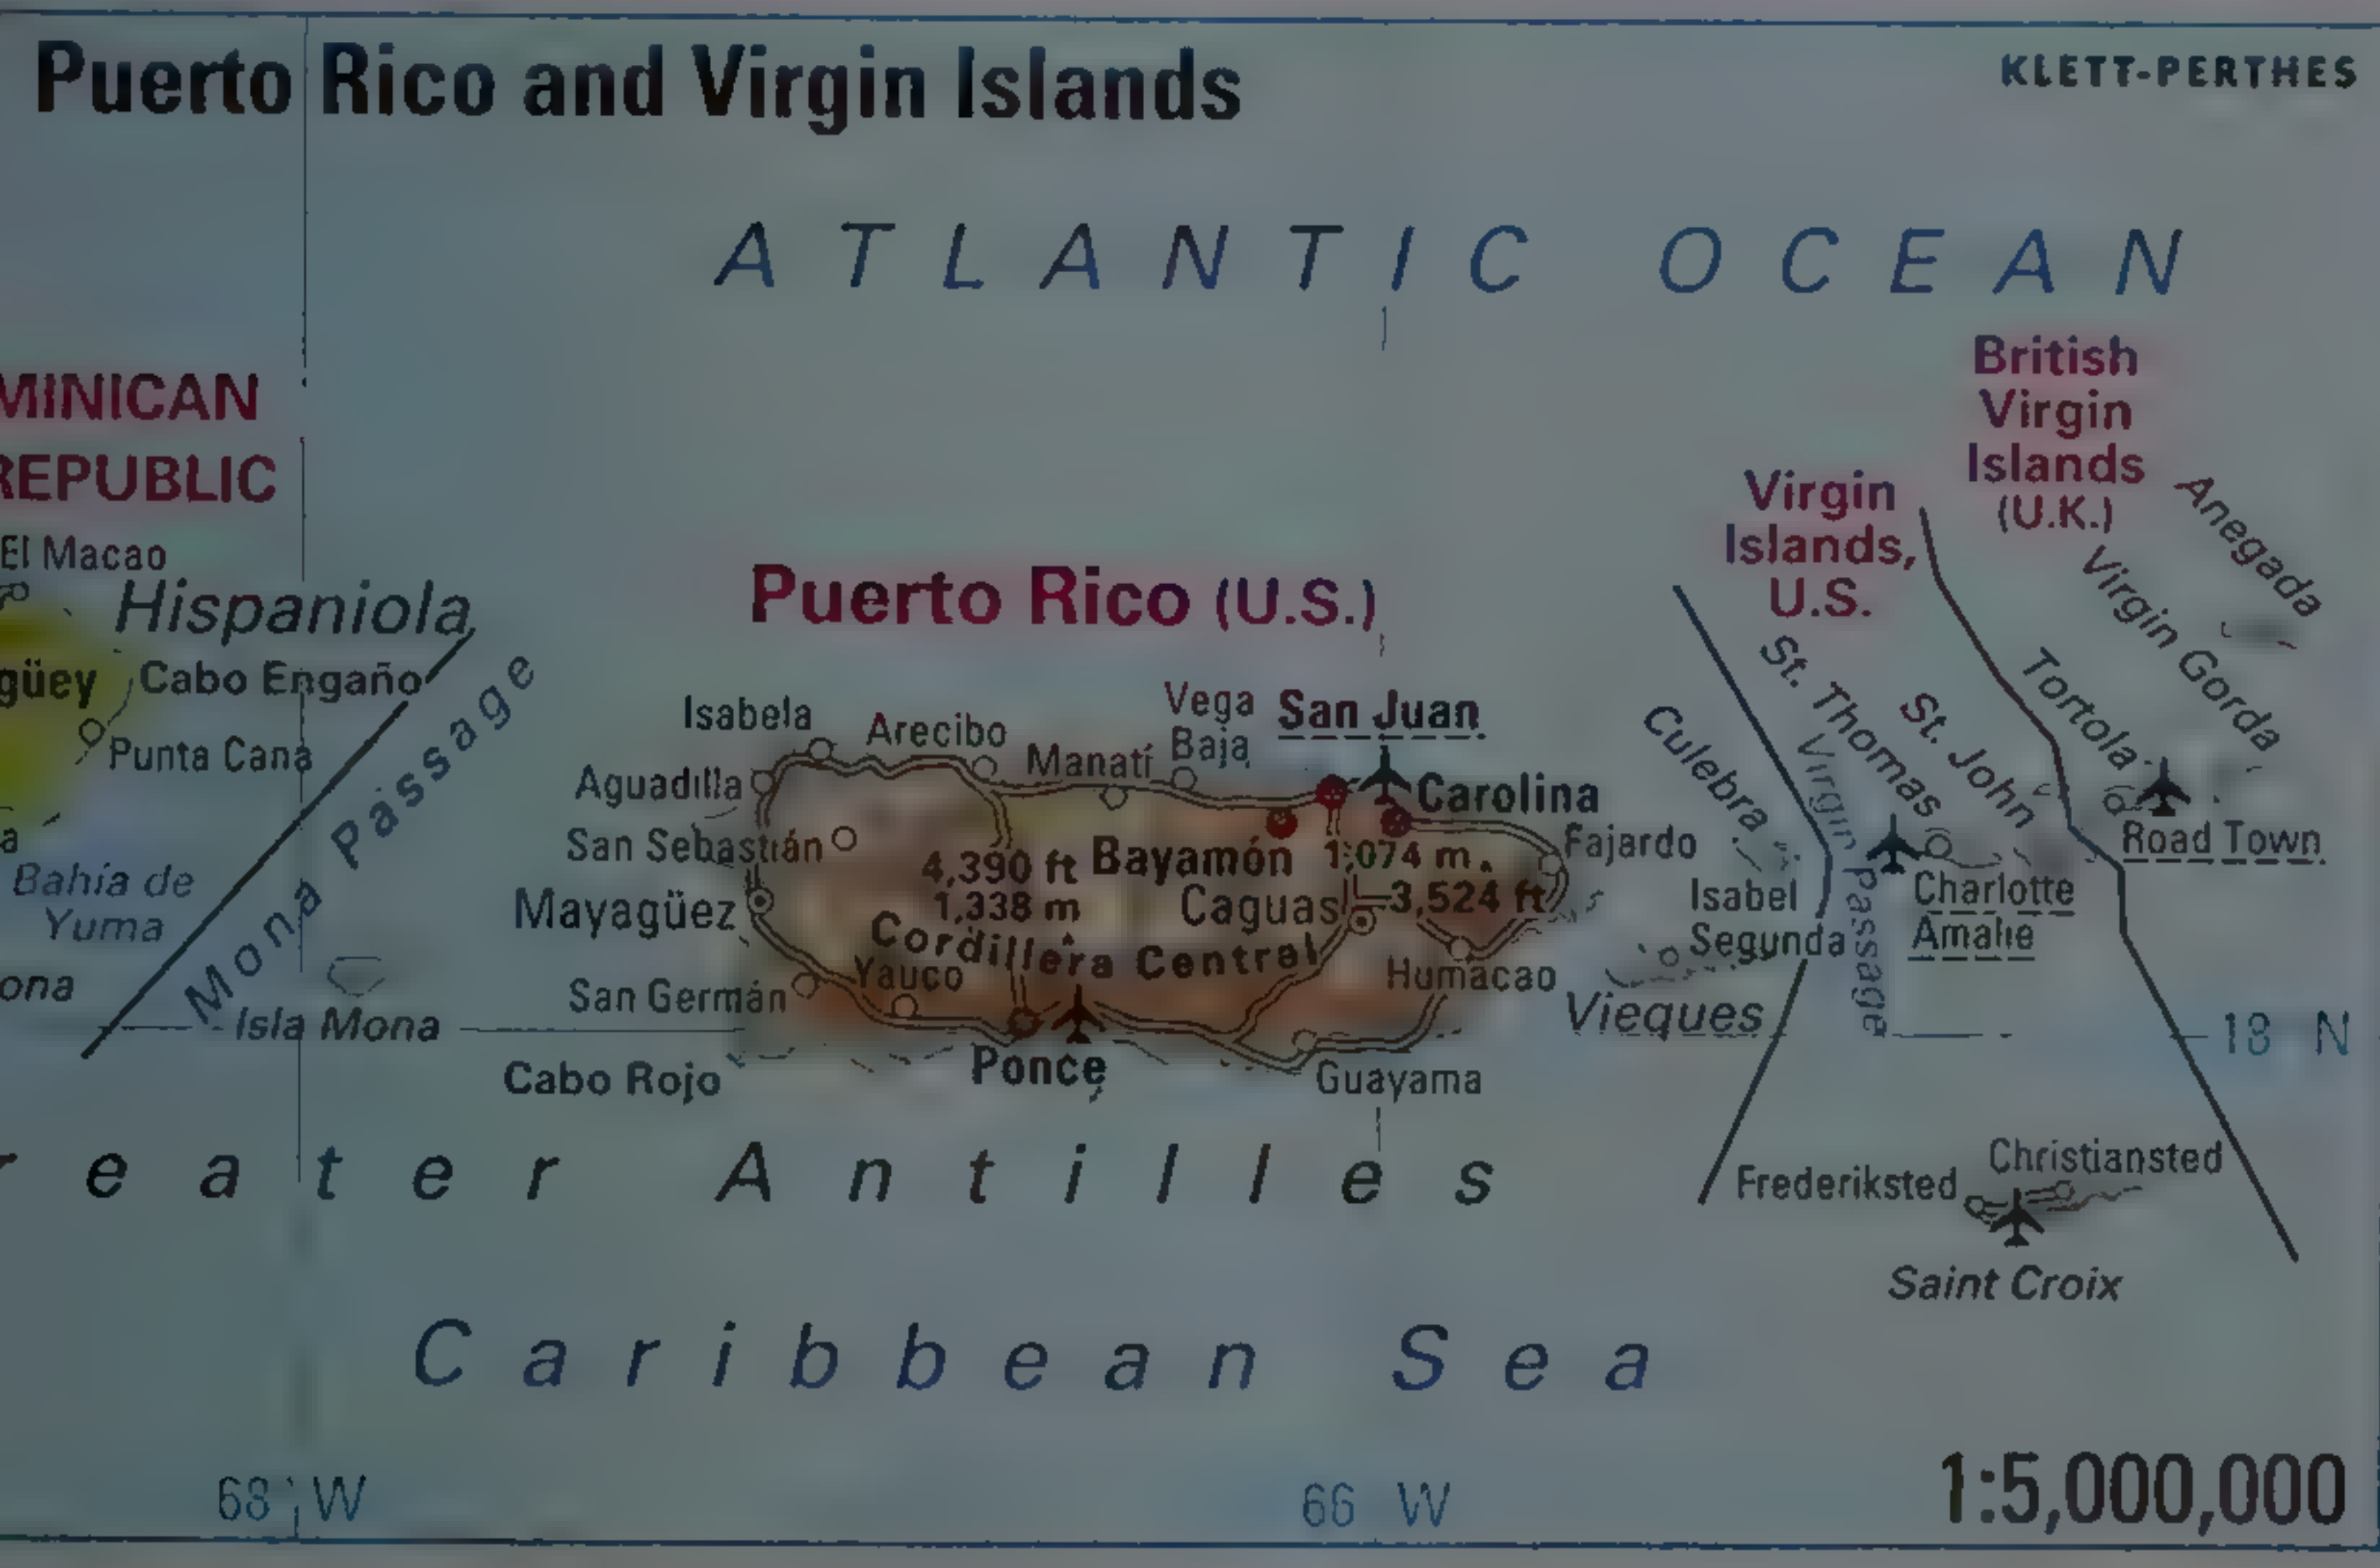 Puerto Rico and Virgin Islands
KLETT-PERTHES
ATLANTIC OCEAN
British
Virgin
Islands
(U.K.)
MINICAN
REPUBLIC
Virgin
Islands,
U.S.
Anegada
Virgin Gorda
El Macao
Hispaniola
Puerto Rico (U.S.)
güey
Cabo Engaño
Punta Cana
Mona Passage
St. Thomas
St. John
Tortola
Culebra
Virgin Passage
Isabela
Arecibo
Vega
Baja
San Juan
Manatí
Aguadilla
Carolina
San Sebastián
Fajardo
Road Town
4,390 ft
1,338 m
Bayamón
1,074 m
3,524 ft
a
Bahía de
Yuma
Mayagüez
Caguas
Isabel
Segunda
Charlotte
Amalie
Cordillera Central
ona
Yauco
San Germán
Humacao
Vieques
Isla Mona
18 N
Cabo Rojo
Ponce
Guayama
reater Antilles
Christiansted
Frederiksted
Saint Croix
Caribbean Sea
68 W
66 W
1:5,000,000